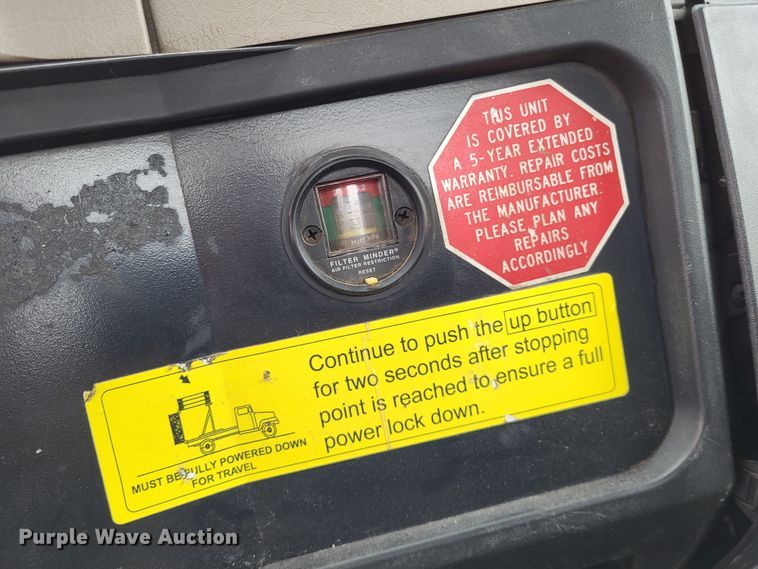 THIS UNIT
IS COVERED BY
A 5-YEAR EXTENDED
WARRANTY. REPAIR COSTS
ARE REIMBURSABLE FROM
THE MANUFACTURER.
PLEASE PLAN ANY
REPAIRS
ACCORDINGLY
FILTER MINDER®
AIR FILTER RESTRICTION
RESET
Continue to push the up button
for two seconds after stopping
point is reached to ensure a full
power lock down.
MUST BE FULLY POWERED DOWN
FOR TRAVEL
Purple Wave Auction